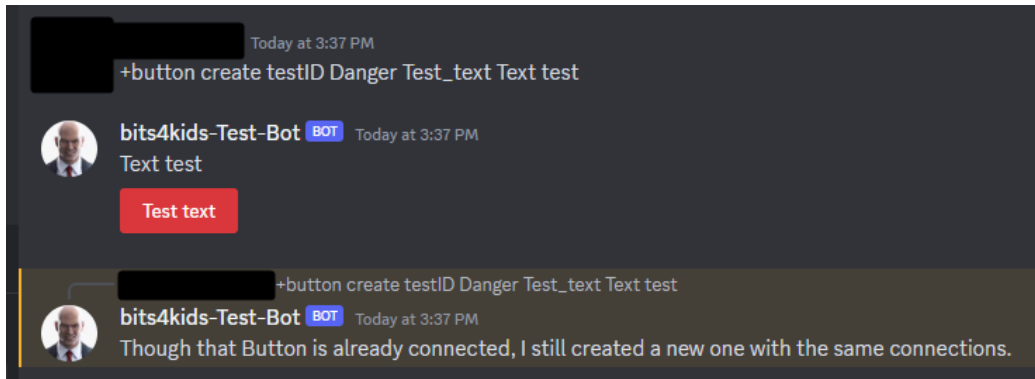 Today at 3:37 PM
+button create testID Danger Test_text Text test
bits4kids-Test-Bot BOT Today at 3:37 PM
Text test
Test text
+button create testID Danger Test_text Text test
bits4kids-Test-Bot BOT Today at 3:37 PM
Though that Button is already connected, I still created a new one with the same connections.